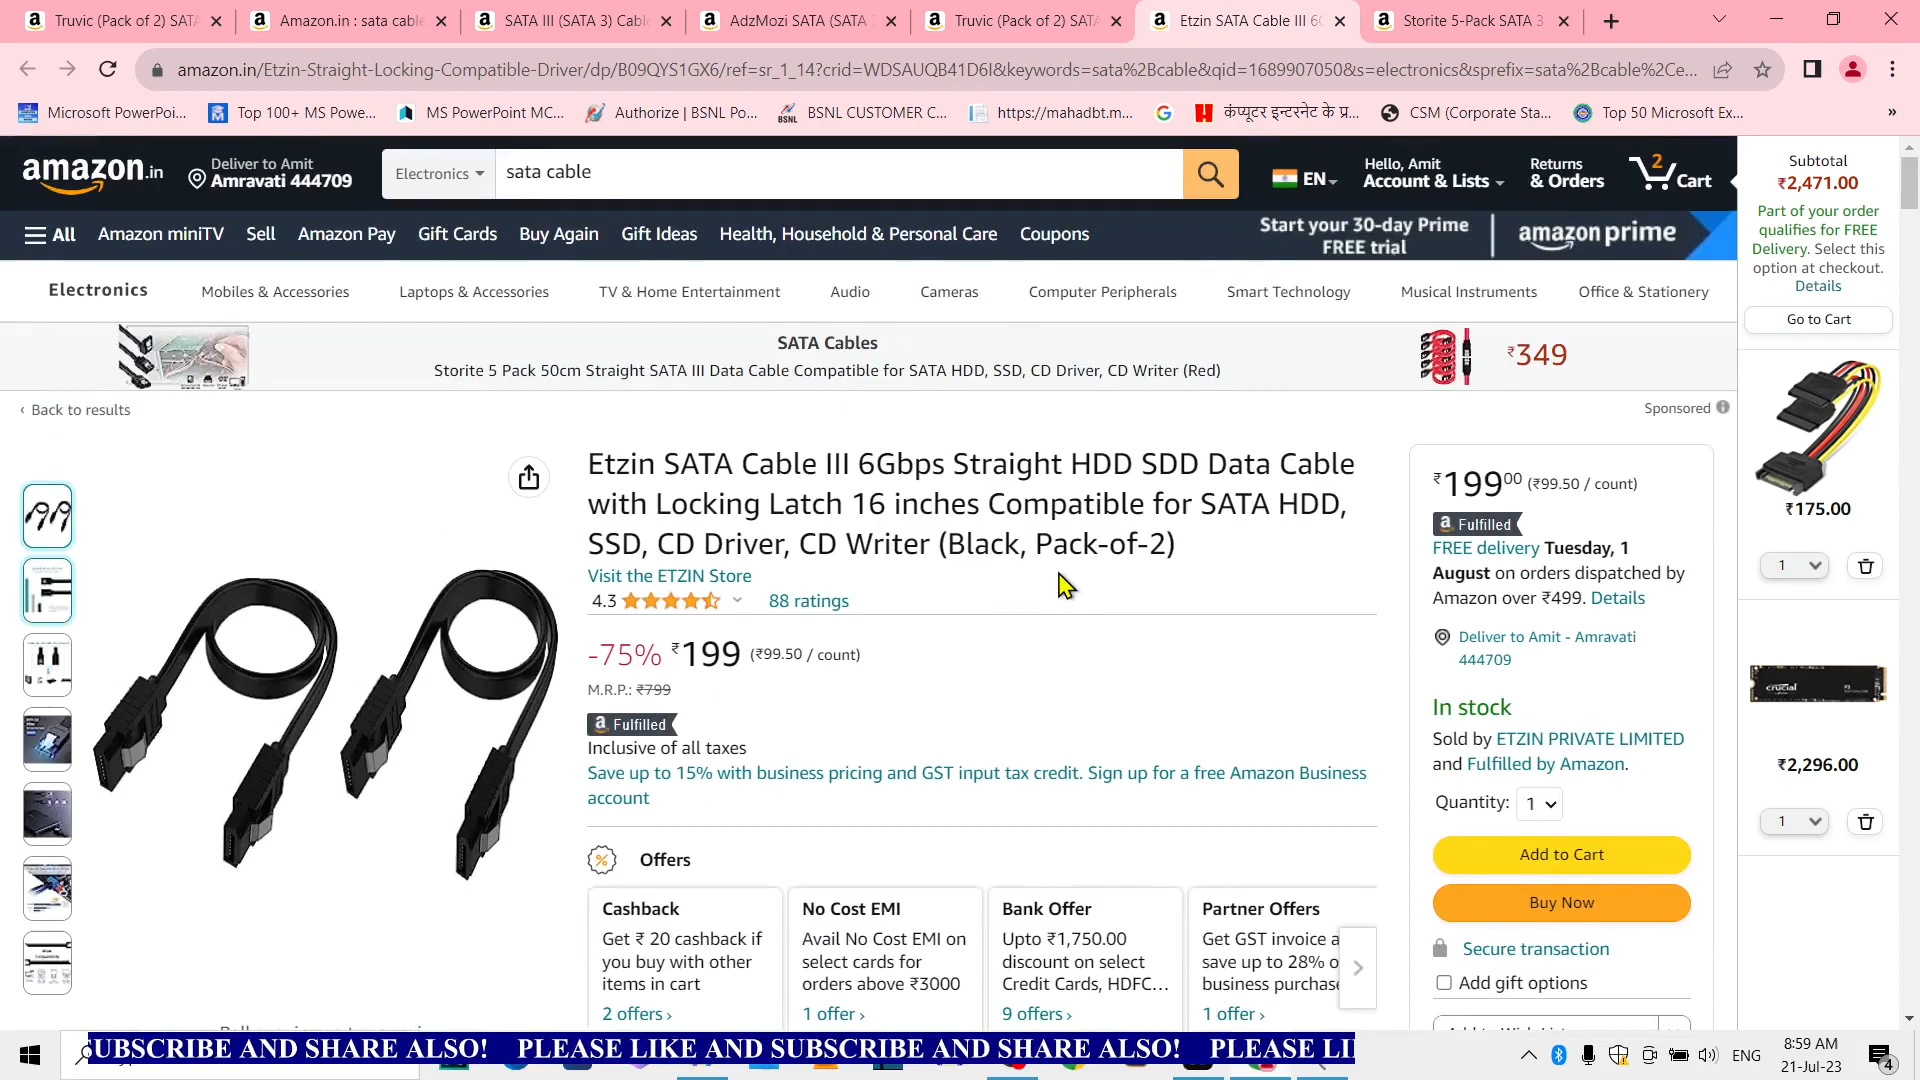 Truvic (Pack of 2) SATA
Amazon.in : sata cable
SATA III (SATA 3) Cable
AdzMozi SATA (SATA 3
Truvic (Pack of 2) SATA
Etzin SATA Cable III 6G
Storite 5-Pack SATA 3
amazon.in/Etzin-Straight-Locking-Compatible-Driver/dp/B09QYS1GX6/ref=sr_1_14?crid=WDSAUQB41D6I&keywords=sata%2Bcable&qid=1689907050&s=electronics&sprefix=sata%2Bcable%2Ce...
Microsoft PowerPoi...
Top 100+ MS Powe...
MS PowerPoint MC...
Authorize | BSNL Po...
BSNL CUSTOMER C...
https://mahadbt.m...
कंप्यूटर इन्टरनेट के प्र...
CSM (Corporate Sta...
Top 50 Microsoft Ex...
»
amazon.in
Deliver to Amit
Amravati 444709
Electronics
sata cable
EN
Hello, Amit
Account & Lists
Returns
& Orders
2
Cart
All
Amazon miniTV
Sell
Amazon Pay
Gift Cards
Buy Again
Gift Ideas
Health, Household & Personal Care
Coupons
Start your 30-day Prime
FREE trial
amazon prime
Electronics
Mobiles & Accessories
Laptops & Accessories
TV & Home Entertainment
Audio
Cameras
Computer Peripherals
Smart Technology
Musical Instruments
Office & Stationery
SATA Cables
Storite 5 Pack 50cm Straight SATA III Data Cable Compatible for SATA HDD, SSD, CD Driver, CD Writer (Red)
₹349
‹ Back to results
Sponsored
Etzin SATA Cable III 6Gbps Straight HDD SDD Data Cable
with Locking Latch 16 inches Compatible for SATA HDD,
SSD, CD Driver, CD Writer (Black, Pack-of-2)
Visit the ETZIN Store
4.3
88 ratings
-75% ₹199 (₹99.50 / count)
M.R.P.: ₹799
a Fulfilled
Inclusive of all taxes
Save up to 15% with business pricing and GST input tax credit. Sign up for a free Amazon Business
account
Offers
Cashback
Get ₹ 20 cashback if
you buy with other
items in cart
2 offers ›
No Cost EMI
Avail No Cost EMI on
select cards for
orders above ₹3000
1 offer ›
Bank Offer
Upto ₹1,750.00
discount on select
Credit Cards, HDFC...
9 offers ›
Partner Offers
Get GST invoice a
save up to 28% o
business purchase
1 offer ›
₹199⁰⁰ (₹99.50 / count)
a Fulfilled
FREE delivery Tuesday, 1
August on orders dispatched by
Amazon over ₹499. Details
Deliver to Amit - Amravati
444709
In stock
Sold by ETZIN PRIVATE LIMITED
and Fulfilled by Amazon.
Quantity: 1
Add to Cart
Buy Now
Secure transaction
Add gift options
Subtotal
₹2,471.00
Part of your order
qualifies for FREE
Delivery. Select this
option at checkout.
Details
Go to Cart
₹175.00
1
crucial
₹2,296.00
1
UBSCRIBE AND SHARE ALSO! PLEASE LIKE AND SUBSCRIBE AND SHARE ALSO! PLEASE LI
ENG
8:59 AM
21-Jul-23
4